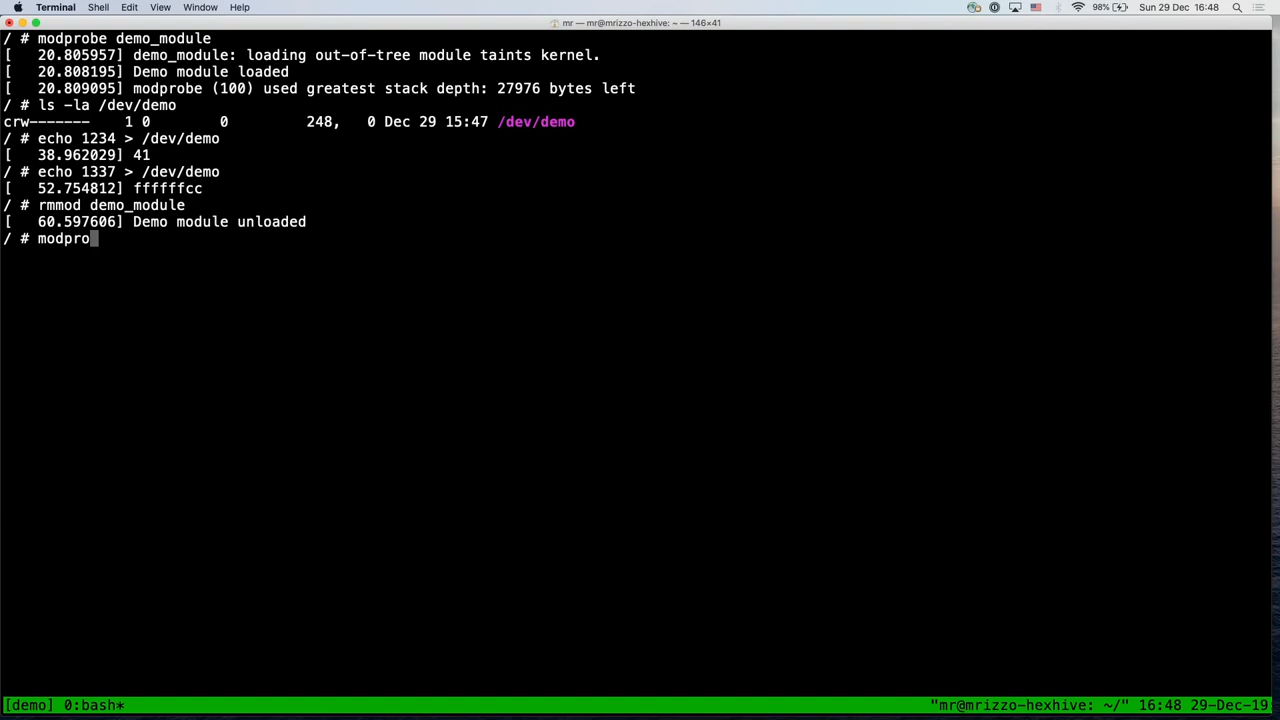 Terminal Shell Edit View Window Help 98% Sun 29 Dec 16:48
mr — mr@mrizzo-hexhive: ~ — 146×41
/ # modprobe demo_module
[   20.805957] demo_module: loading out-of-tree module taints kernel.
[   20.808195] Demo module loaded
[   20.809095] modprobe (100) used greatest stack depth: 27976 bytes left
/ # ls -la /dev/demo
crw-------    1 0        0         248,   0 Dec 29 15:47 /dev/demo
/ # echo 1234 > /dev/demo
[   38.962029] 41
/ # echo 1337 > /dev/demo
[   52.754812] ffffffcc
/ # rmmod demo_module
[   60.597606] Demo module unloaded
/ # modpro
[demo] 0:bash* "mr@mrizzo-hexhive: ~/" 16:48 29-Dec-19